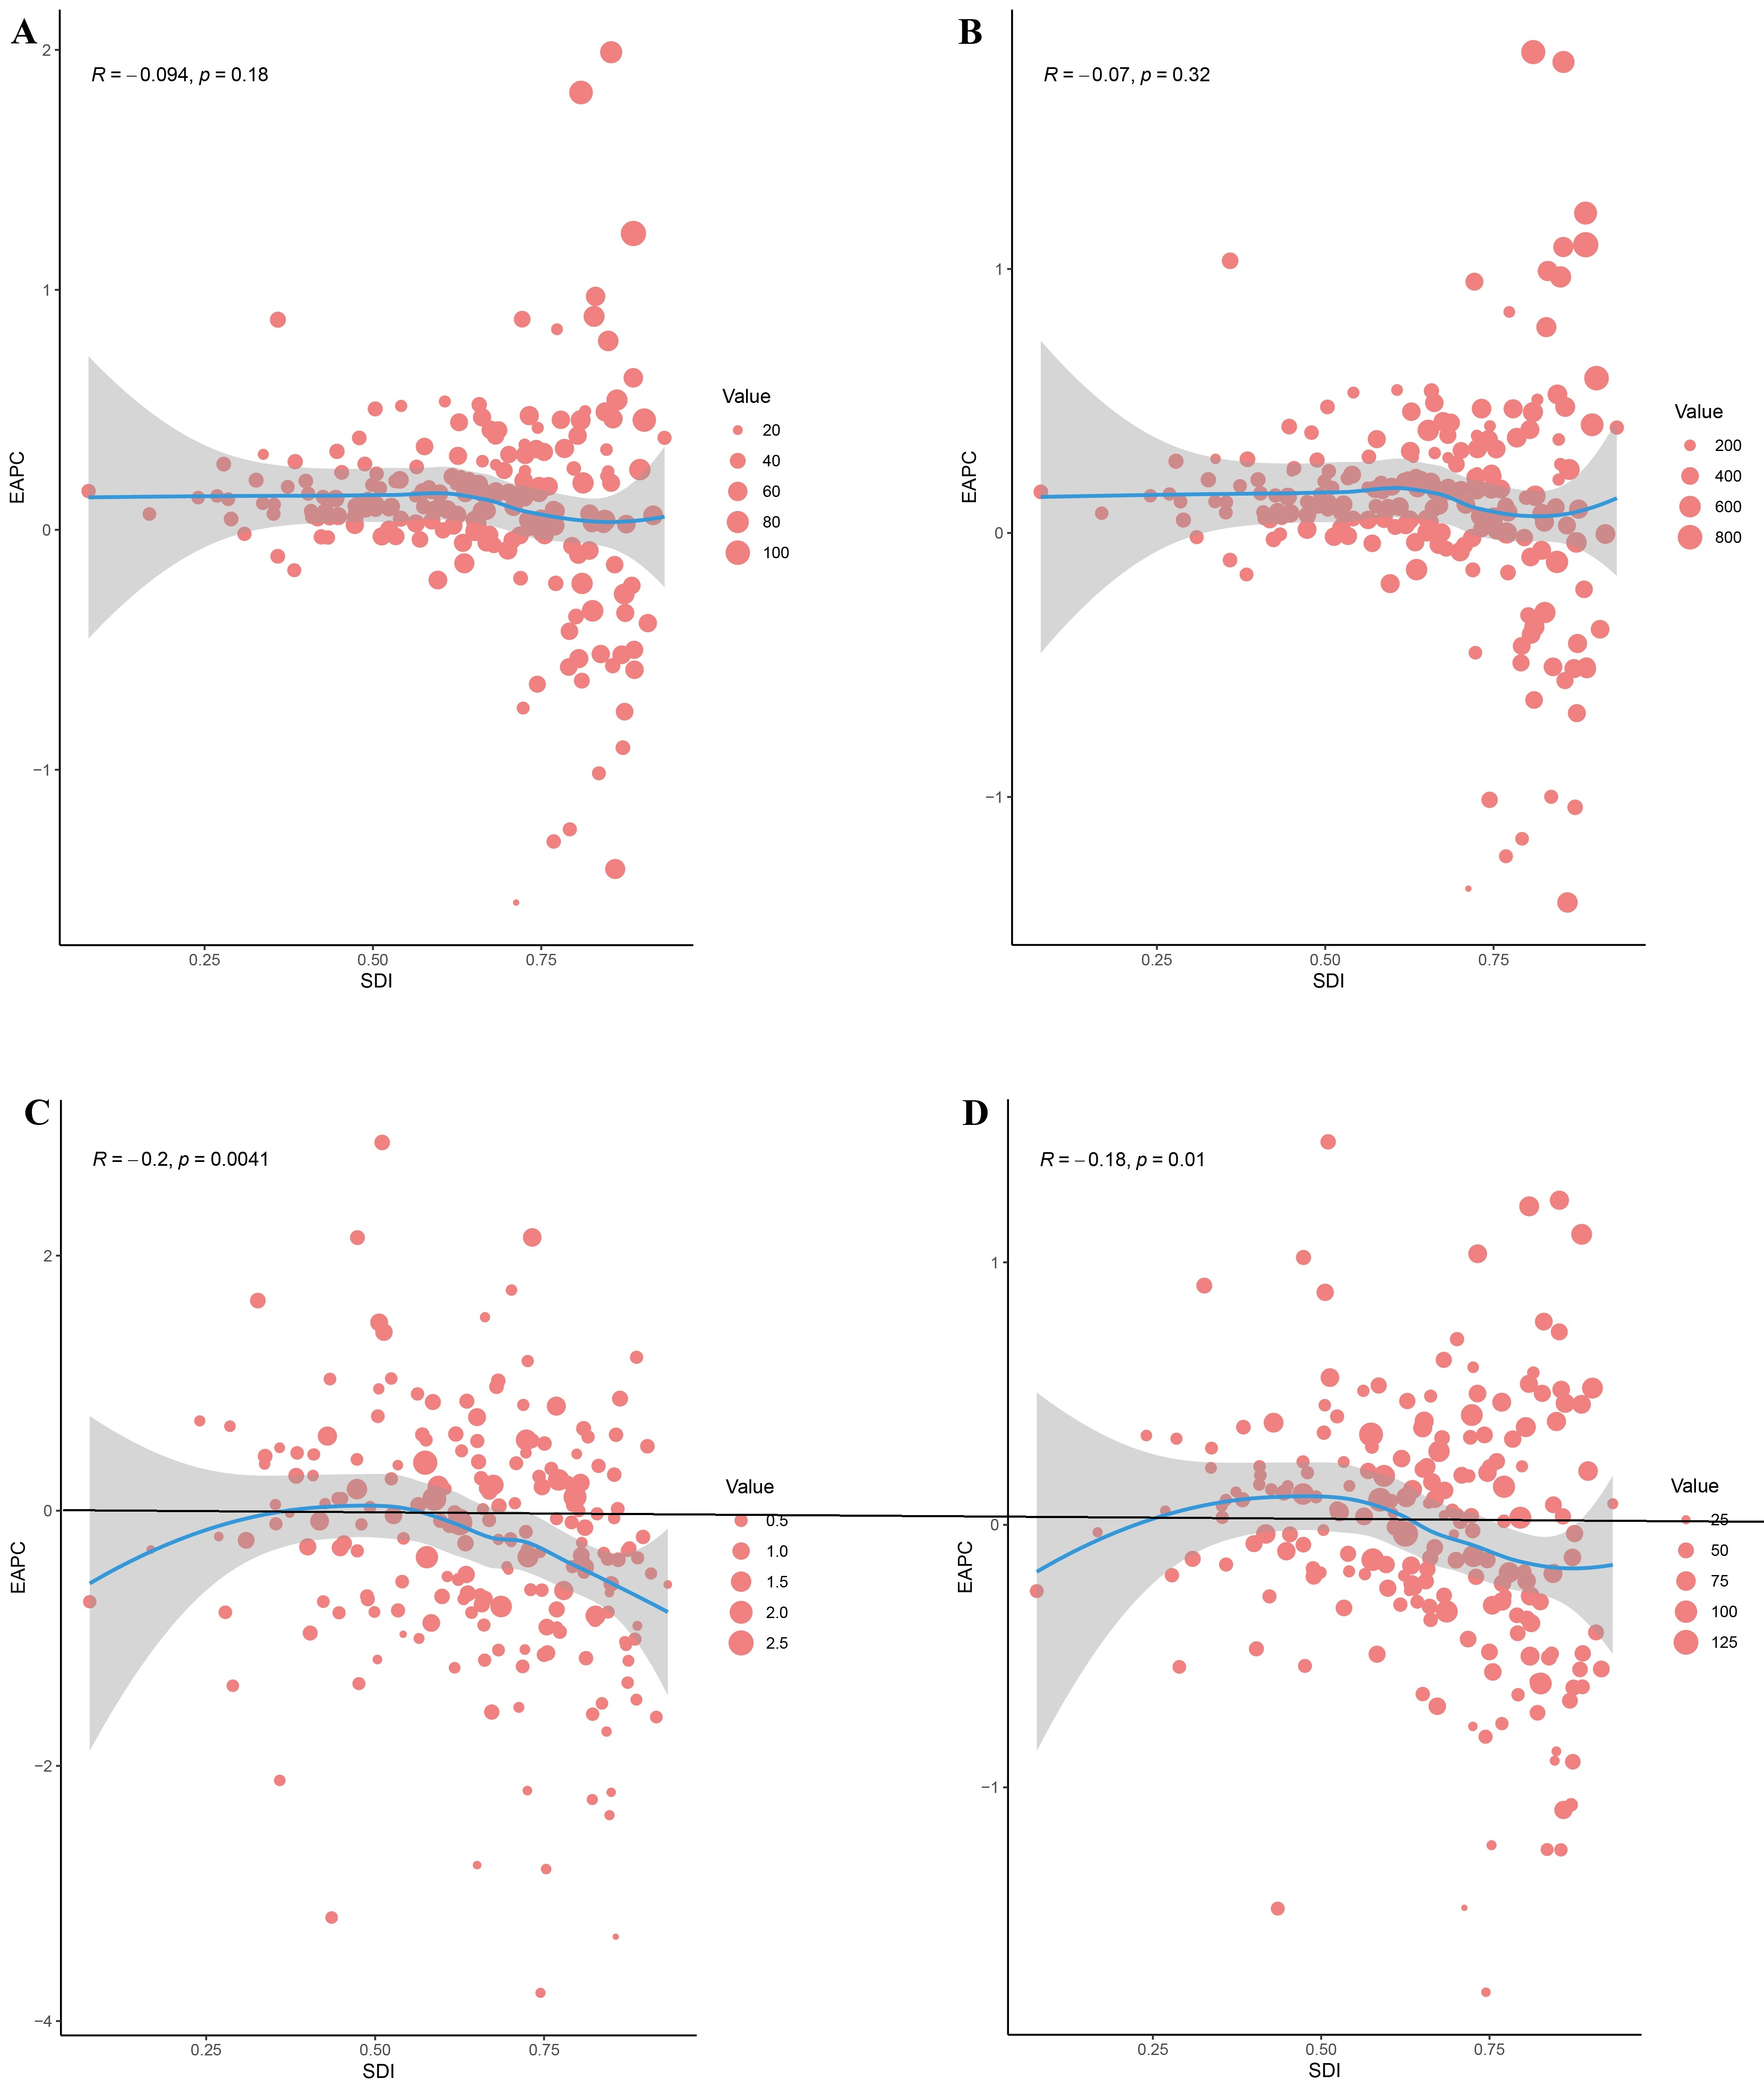 A
R = −0.094, p = 0.18
2
1
0
−1
EAPC
0.25 0.50 0.75
SDI
Value
20
40
60
80
100
B
R = −0.07, p = 0.32
1
0
−1
EAPC
0.25 0.50 0.75
SDI
Value
200
400
600
800
C
R = −0.2, p = 0.0041
2
0
−2
−4
EAPC
0.25 0.50 0.75
SDI
Value
0.5
1.0
1.5
2.0
2.5
D
R = −0.18, p = 0.01
1
0
−1
EAPC
0.25 0.50 0.75
SDI
Value
25
50
75
100
125